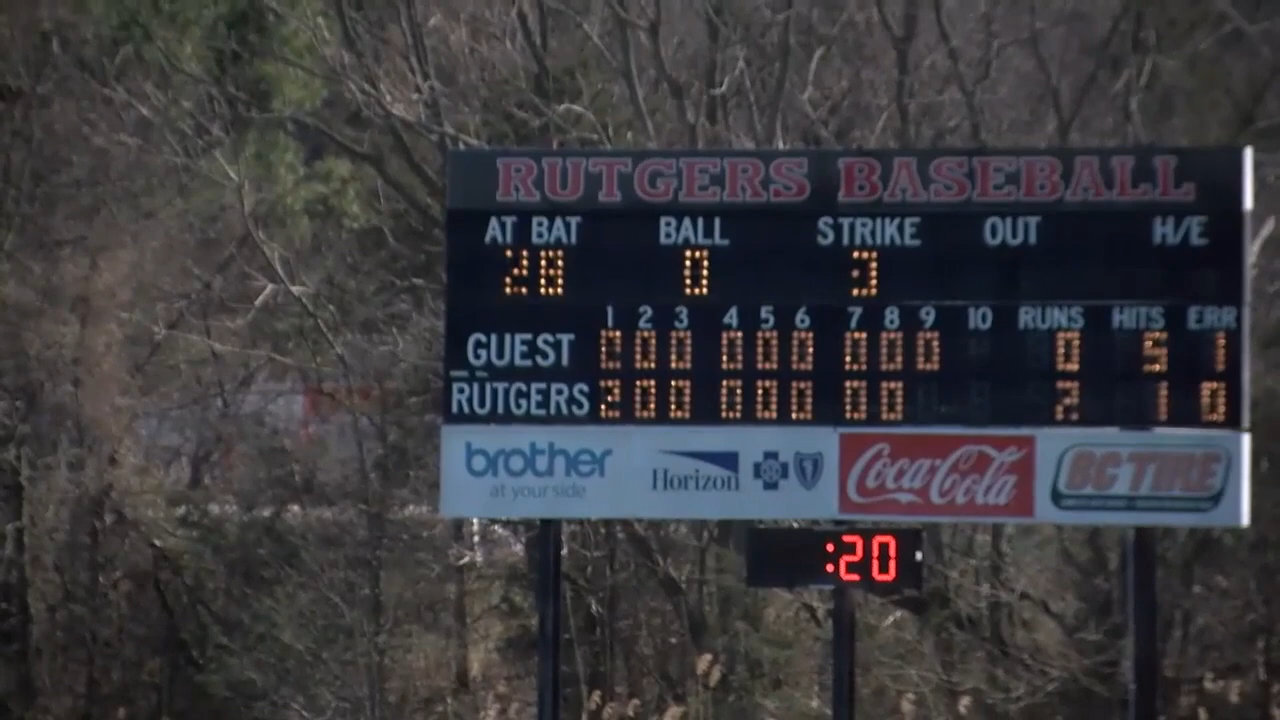 RUTGERS BASEBALL
AT BAT BALL STRIKE OUT H/E
28 0 3
1 2 3 4 5 6 7 8 9 10 RUNS HITS ERR
GUEST 0 0 0 0 0 0 0 0 0 0 5 1
RUTGERS 2 0 0 0 0 0 0 0 2 1 0
brother
at your side
Horizon
Coca-Cola
BC TIRE
:20